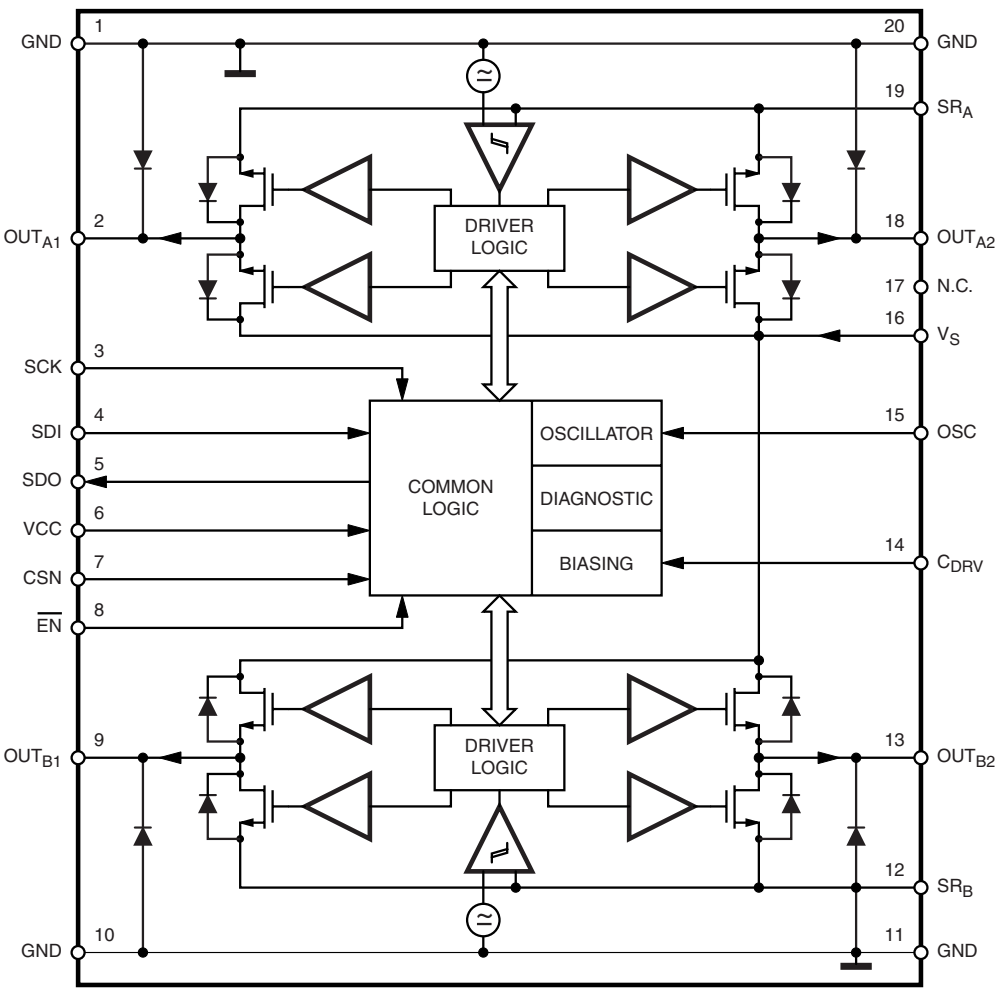 1
20
GND
GND
≃
19
SR_A
DRIVER
LOGIC
2
18
OUT_A1
OUT_A2
17
N.C.
16
V_S
3
SCK
4
15
SDI
OSCILLATOR
OSC
5
SDO
COMMON
LOGIC
DIAGNOSTIC
6
VCC
14
7
BIASING
C_DRV
CSN
8
E̅N̅
9
DRIVER
LOGIC
13
OUT_B1
OUT_B2
12
SR_B
≃
10
11
GND
GND